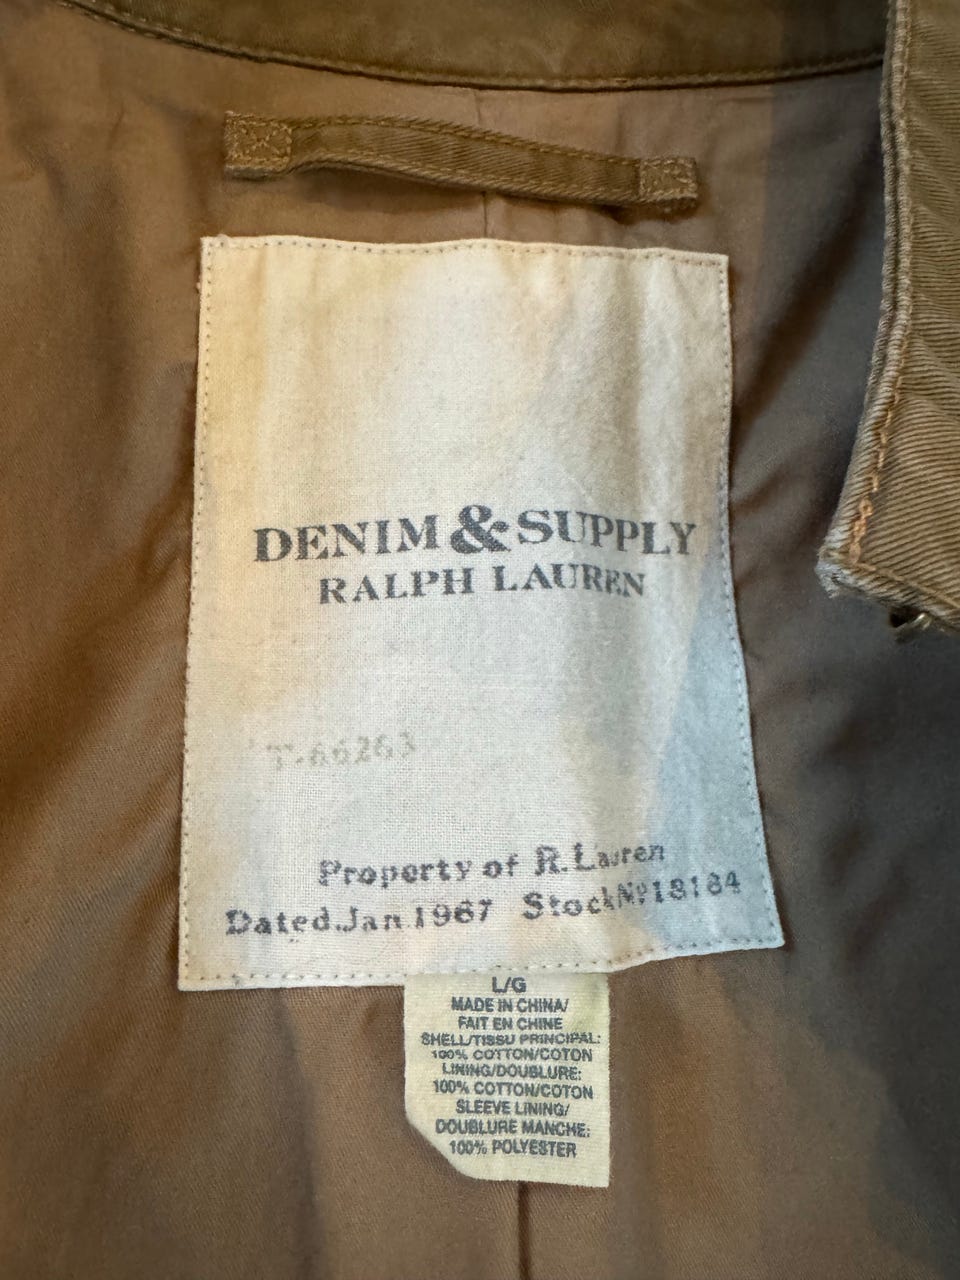 DENIM & SUPPLY
RALPH LAUREN
T-66263
Property of R. Lauren
Dated. Jan 1967 Stock Nº 18184
L/G
MADE IN CHINA/
FAIT EN CHINE
SHELL/TISSU PRINCIPAL:
100% COTTON/COTON
LINING/DOUBLURE:
100% COTTON/COTON
SLEEVE LINING/
DOUBLURE MANCHE:
100% POLYESTER